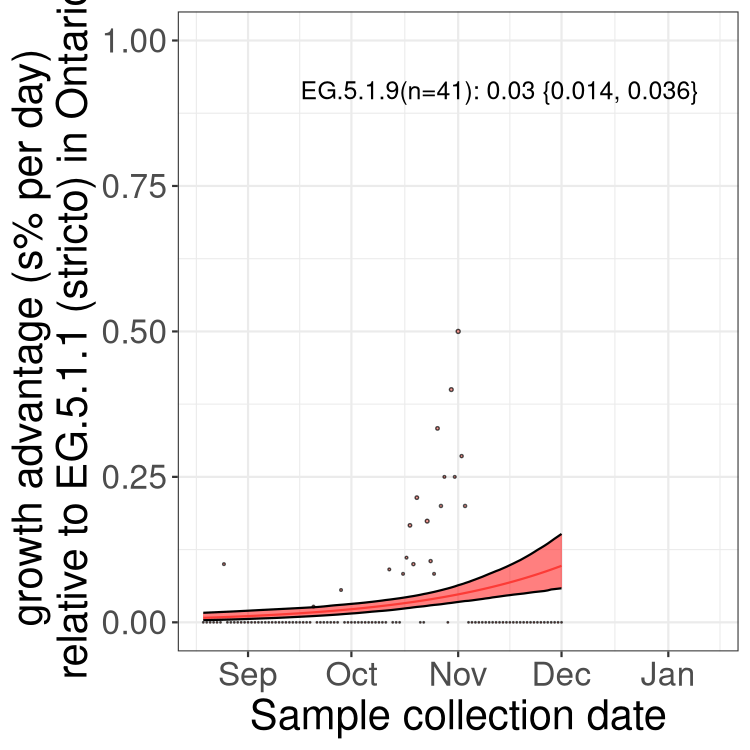 growth advantage (s% per day)
relative to EG.5.1.1 (stricto) in Ontario
1.00
0.75
0.50
0.25
0.00
EG.5.1.9(n=41): 0.03 {0.014, 0.036}
Sep Oct Nov Dec Jan
Sample collection date